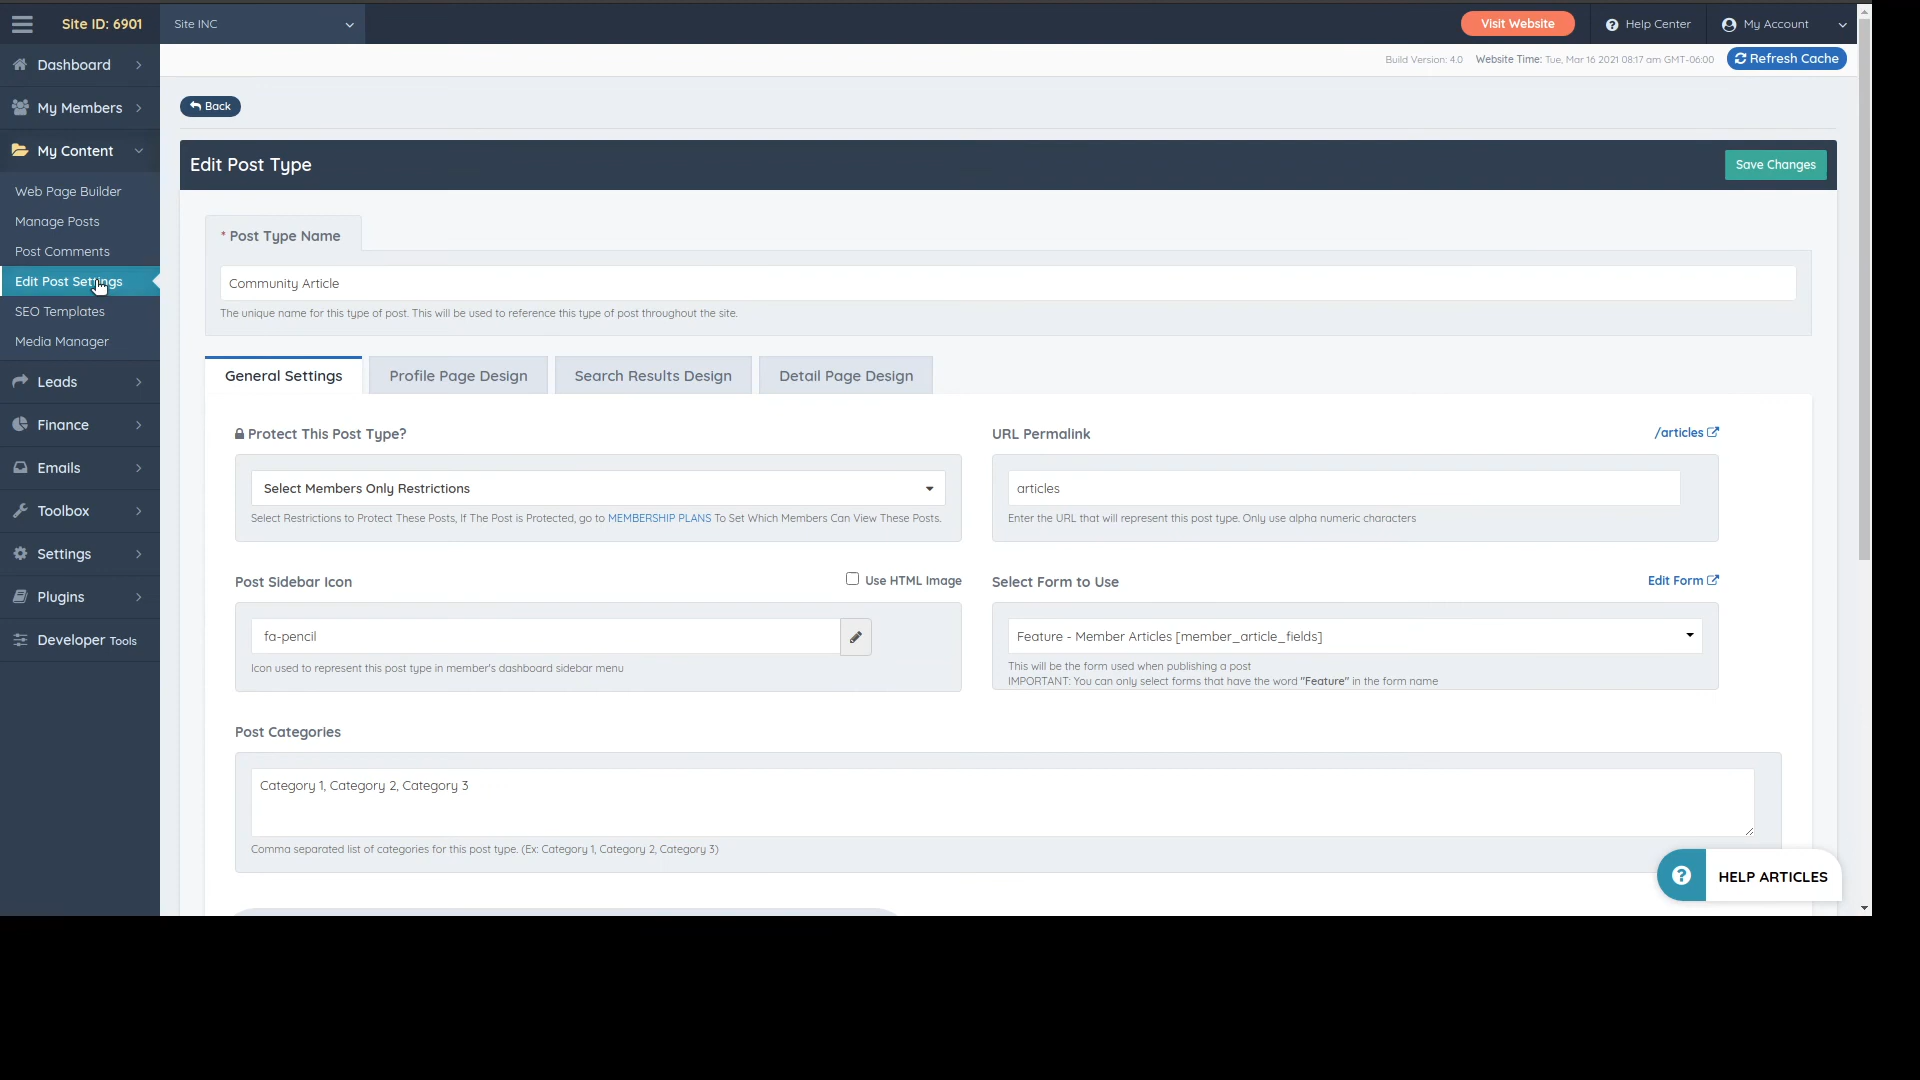 Site ID: 6901
Site INC
Visit Website
Help Center
My Account
Build Version: 4.0
Website Time: Tue, Mar 16 2021 08:17 am GMT-06:00
Refresh Cache
Dashboard
My Members
My Content
Web Page Builder
Manage Posts
Post Comments
Edit Post Settings
SEO Templates
Media Manager
Leads
Finance
Emails
Toolbox
Settings
Plugins
Developer Tools
Back
Edit Post Type
Save Changes
* Post Type Name
Community Article
The unique name for this type of post. This will be used to reference this type of post throughout the site.
General Settings
Profile Page Design
Search Results Design
Detail Page Design
Protect This Post Type?
Select Members Only Restrictions
Select Restrictions to Protect These Posts, If The Post is Protected, go to MEMBERSHIP PLANS To Set Which Members Can View These Posts.
URL Permalink
/articles
articles
Enter the URL that will represent this post type. Only use alpha numeric characters
Post Sidebar Icon
Use HTML Image
fa-pencil
Icon used to represent this post type in member's dashboard sidebar menu
Select Form to Use
Edit Form
Feature - Member Articles [member_article_fields]
This will be the form used when publishing a post
IMPORTANT: You can only select forms that have the word "Feature" in the form name
Post Categories
Category 1, Category 2, Category 3
Comma separated list of categories for this post type. (Ex: Category 1, Category 2, Category 3)
HELP ARTICLES